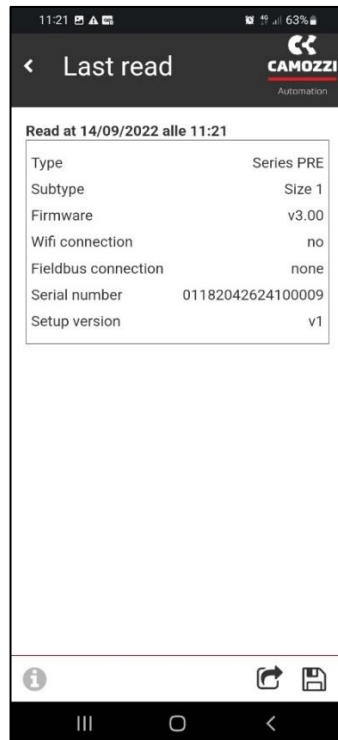 11:21 63%
Last read
CAMOZZI
Automation
Read at 14/09/2022 alle 11:21
Type Series PRE
Subtype Size 1
Firmware v3.00
Wifi connection no
Fieldbus connection none
Serial number 01182042624100009
Setup version v1